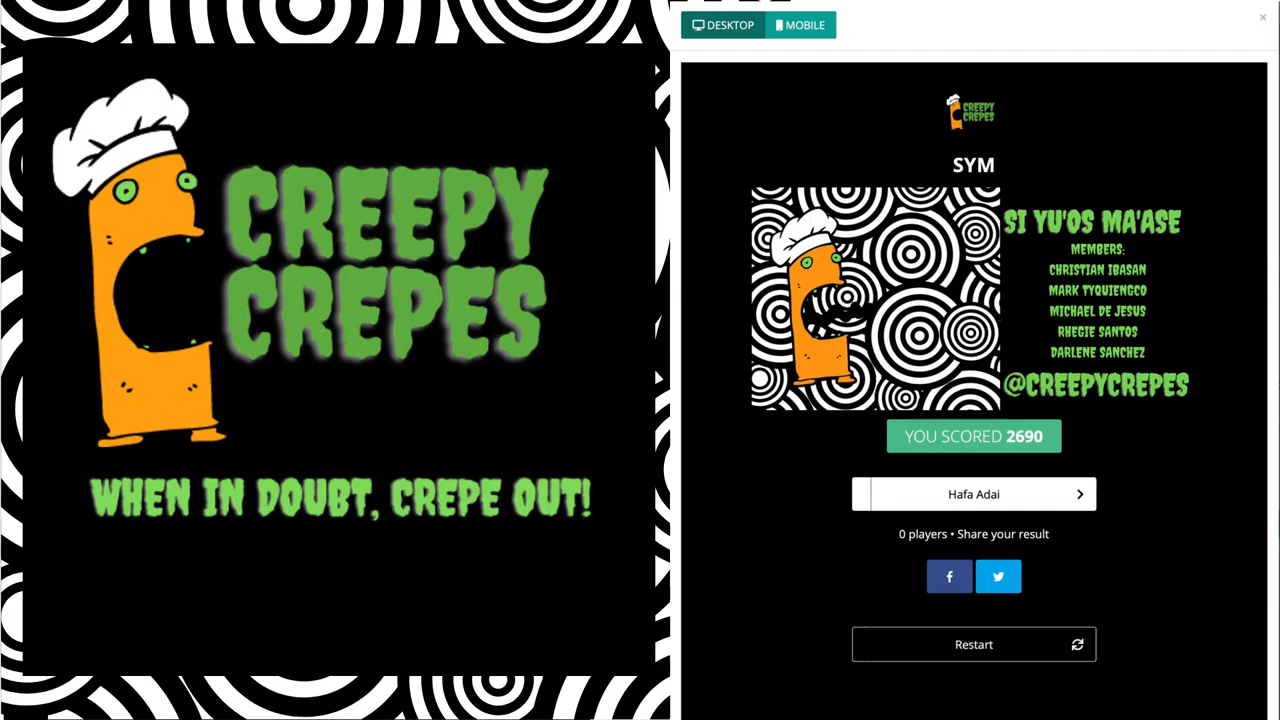 CREEPY
CREPES
WHEN IN DOUBT, CREPE OUT!
DESKTOP
MOBILE
×
CREEPY
CREPES
SYM
SI YU'OS MA'ASE
MEMBERS:
CHRISTIAN IBASAN
MARK TYQUIENGCO
MICHAEL DE JESUS
RHEGIE SANTOS
DARLENE SANCHEZ
@CREEPYCREPES
YOU SCORED 2690
Hafa Adai
0 players • Share your result
Restart